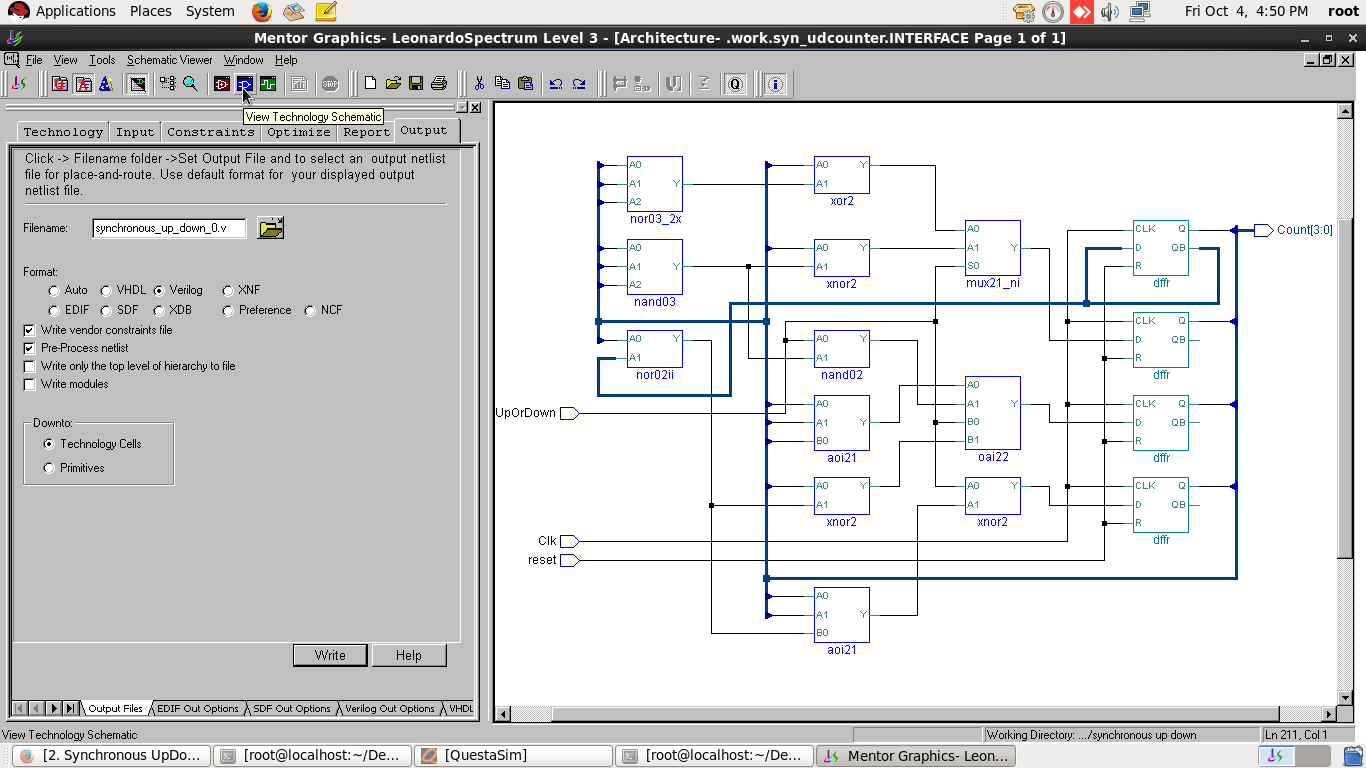 Applications Places System Fri Oct 4, 4:50 PM root
Mentor Graphics- LeonardoSpectrum Level 3 - [Architecture- .work.syn_udcounter.INTERFACE Page 1 of 1]
File View Tools Schematic Viewer Window Help
STOP Q
View Technology Schematic
Technology Input Constraints Optimize Report Output
Click -> Filename folder ->Set Output File and to select an output netlist
file for place-and-route. Use default format for your displayed output
netlist file.
Filename: synchronous_up_down_0.v
Format:
Auto VHDL Verilog XNF
EDIF SDF XDB Preference NCF
Write vendor constraints file
Pre-Process netlist
Write only the top level of hierarchy to file
Write modules
Downto:
Technology Cells
Primitives
Write Help
Output Files EDIF Out Options SDF Out Options Verilog Out Options VHDL
A0
A1 Y
A2
nor03_2x
A0
A1 Y
A2
nand03
A0 Y
A1
nor02ii
UpOrDown
Clk
reset
A0 Y
A1
xor2
A0 Y
A1
xnor2
A0 Y
A1
nand02
A0
A1 Y
B0
aoi21
A0 Y
A1
xnor2
A0
A1 Y
B0
aoi21
A0
A1 Y
S0
mux21_ni
A0
A1 Y
B0
B1
oai22
A0 Y
A1
xnor2
CLK Q
D QB
R
dffr
CLK Q
D QB
R
dffr
CLK Q
D QB
R
dffr
CLK Q
D QB
R
dffr
Count[3:0]
View Technology Schematic Working Directory: .../synchronous up down Ln 211, Col 1
[2. Synchronous UpDo... [root@localhost:~/De... [QuestaSim] [root@localhost:~/De... Mentor Graphics- Leon...